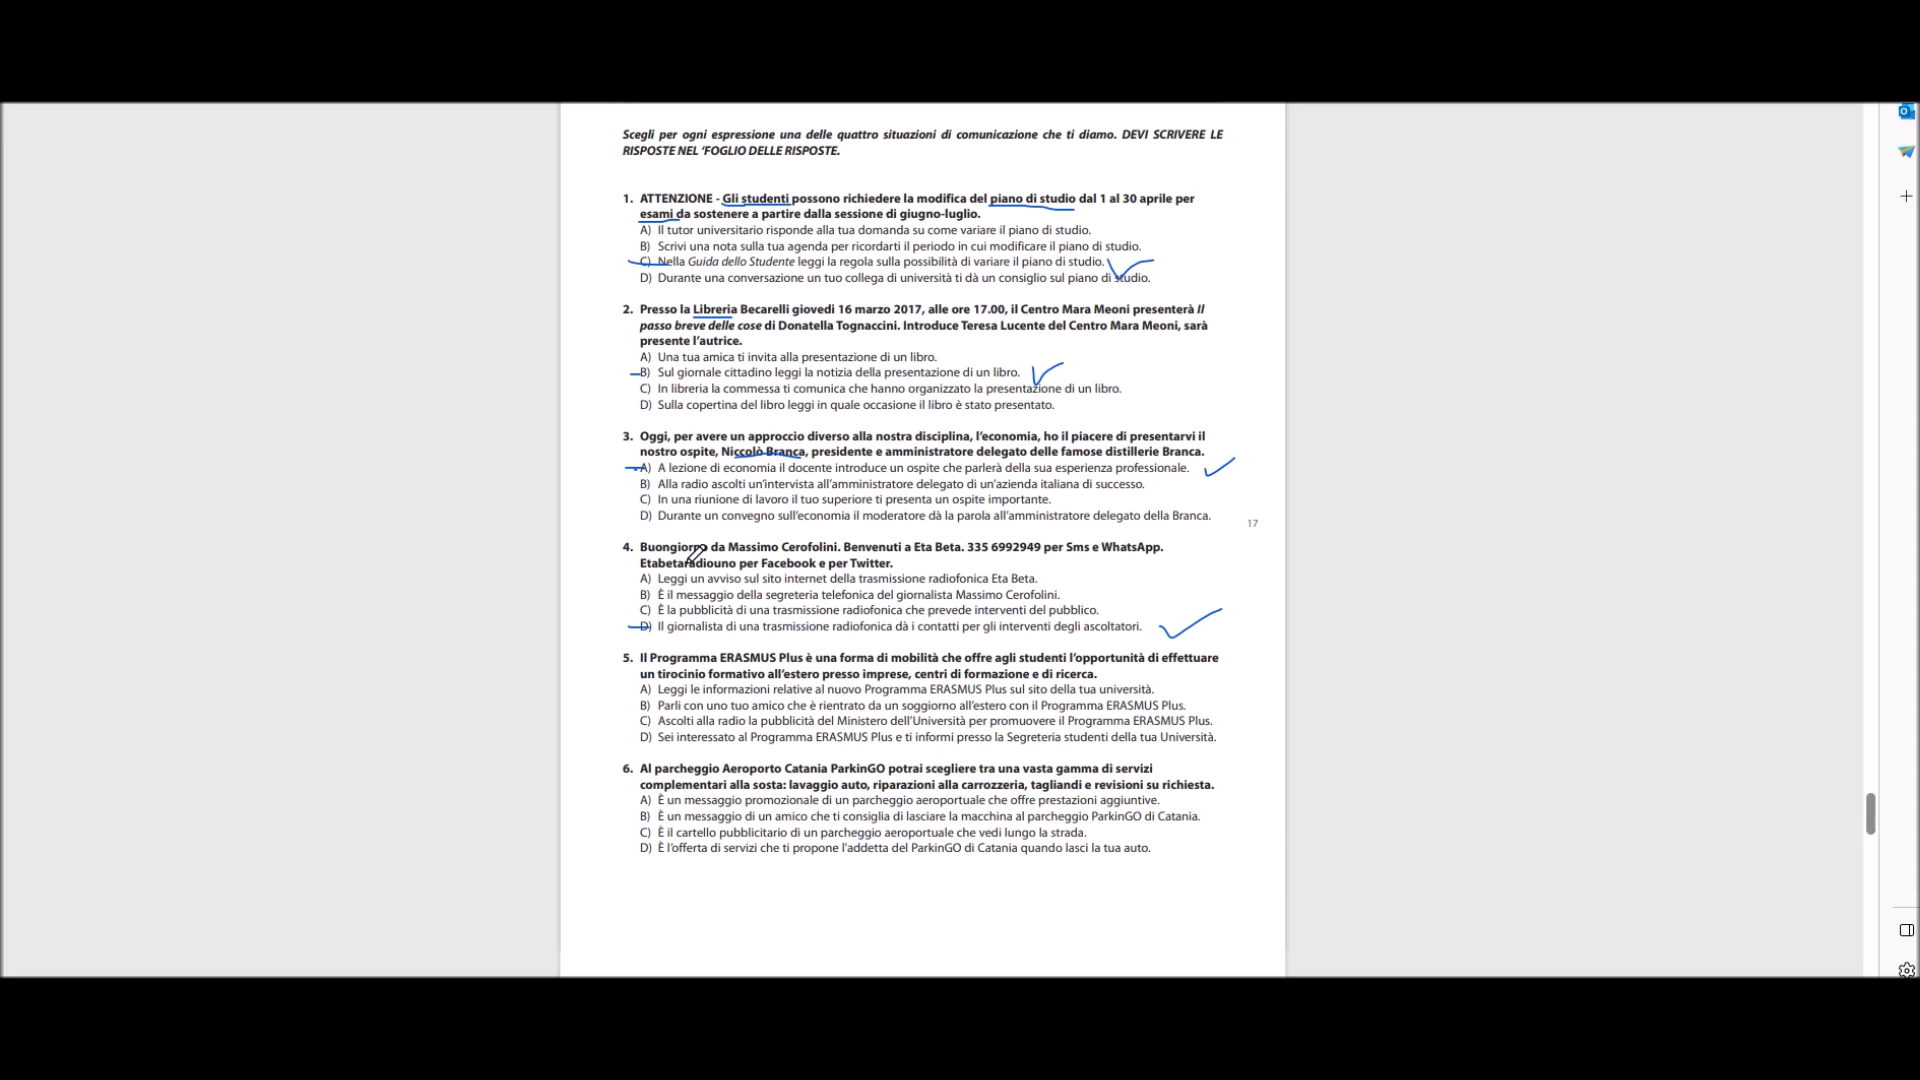 Scegli per ogni espressione una delle quattro situazioni di comunicazione che ti diamo. DEVI SCRIVERE LE
RISPOSTE NEL ‘FOGLIO DELLE RISPOSTE.
1. ATTENZIONE - Gli studenti possono richiedere la modifica del piano di studio dal 1 al 30 aprile per
esami da sostenere a partire dalla sessione di giugno-luglio.
A) Il tutor universitario risponde alla tua domanda su come variare il piano di studio.
B) Scrivi una nota sulla tua agenda per ricordarti il periodo in cui modificare il piano di studio.
C) Nella Guida dello Studente leggi la regola sulla possibilità di variare il piano di studio.
D) Durante una conversazione un tuo collega di università ti dà un consiglio sul piano di studio.
2. Presso la Libreria Becarelli giovedì 16 marzo 2017, alle ore 17.00, il Centro Mara Meoni presenterà Il
passo breve delle cose di Donatella Tognaccini. Introduce Teresa Lucente del Centro Mara Meoni, sarà
presente l’autrice.
A) Una tua amica ti invita alla presentazione di un libro.
B) Sul giornale cittadino leggi la notizia della presentazione di un libro.
C) In libreria la commessa ti comunica che hanno organizzato la presentazione di un libro.
D) Sulla copertina del libro leggi in quale occasione il libro è stato presentato.
3. Oggi, per avere un approccio diverso alla nostra disciplina, l’economia, ho il piacere di presentarvi il
nostro ospite, Niccolò Branca, presidente e amministratore delegato delle famose distillerie Branca.
A) A lezione di economia il docente introduce un ospite che parlerà della sua esperienza professionale.
B) Alla radio ascolti un’intervista all’amministratore delegato di un’azienda italiana di successo.
C) In una riunione di lavoro il tuo superiore ti presenta un ospite importante.
D) Durante un convegno sull’economia il moderatore dà la parola all’amministratore delegato della Branca.
17
4. Buongiorno da Massimo Cerofolini. Benvenuti a Eta Beta. 335 6992949 per Sms e WhatsApp.
Etabetaradiouno per Facebook e per Twitter.
A) Leggi un avviso sul sito internet della trasmissione radiofonica Eta Beta.
B) È il messaggio della segreteria telefonica del giornalista Massimo Cerofolini.
C) È la pubblicità di una trasmissione radiofonica che prevede interventi del pubblico.
D) Il giornalista di una trasmissione radiofonica dà i contatti per gli interventi degli ascoltatori.
5. Il Programma ERASMUS Plus è una forma di mobilità che offre agli studenti l’opportunità di effettuare
un tirocinio formativo all’estero presso imprese, centri di formazione e di ricerca.
A) Leggi le informazioni relative al nuovo Programma ERASMUS Plus sul sito della tua università.
B) Parli con uno tuo amico che è rientrato da un soggiorno all’estero con il Programma ERASMUS Plus.
C) Ascolti alla radio la pubblicità del Ministero dell’Università per promuovere il Programma ERASMUS Plus.
D) Sei interessato al Programma ERASMUS Plus e ti informi presso la Segreteria studenti della tua Università.
6. Al parcheggio Aeroporto Catania ParkinGO potrai scegliere tra una vasta gamma di servizi
complementari alla sosta: lavaggio auto, riparazioni alla carrozzeria, tagliandi e revisioni su richiesta.
A) È un messaggio promozionale di un parcheggio aeroportuale che offre prestazioni aggiuntive.
B) È un messaggio di un amico che ti consiglia di lasciare la macchina al parcheggio ParkinGO di Catania.
C) È il cartello pubblicitario di un parcheggio aeroportuale che vedi lungo la strada.
D) È l’offerta di servizi che ti propone l’addetta del ParkinGO di Catania quando lasci la tua auto.